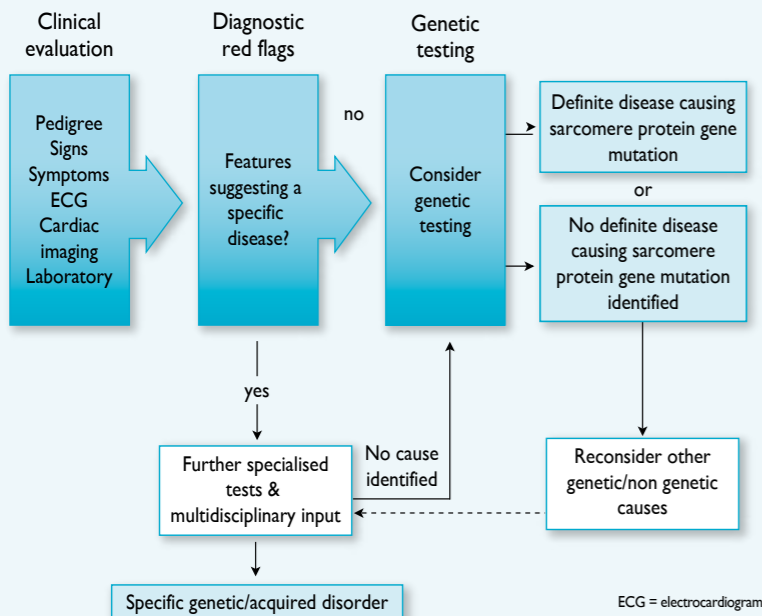 Clinical
evaluation
Diagnostic
red flags
Genetic
testing
Pedigree
Signs
Symptoms
ECG
Cardiac
imaging
Laboratory
Features
suggesting a
specific
disease?
no
Consider
genetic
testing
Definite disease causing
sarcomere protein gene
mutation
or
No definite disease
causing sarcomere
protein gene mutation
identified
yes
Further specialised
tests &
multidisciplinary input
No cause
identified
Reconsider other
genetic/non genetic
causes
Specific genetic/acquired disorder
ECG = electrocardiogram